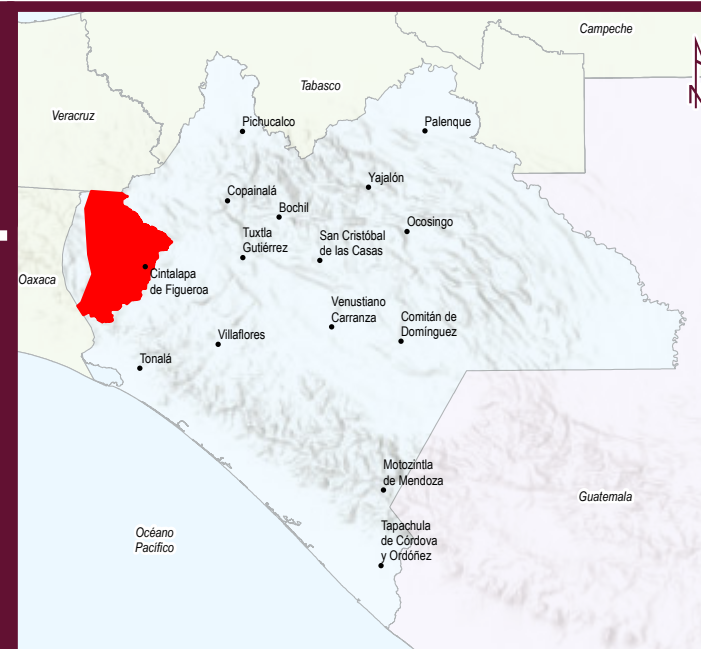 Campeche
Tabasco
Veracruz
Pichucalco
Palenque
Yajalón
Copainalá
Bochil
Ocosingo
Tuxtla
Gutiérrez
San Cristóbal
de las Casas
Oaxaca
Cintalapa
de Figueroa
Venustiano
Carranza
Comitán de
Domínguez
Villaflores
Tonalá
Motozintla
de Mendoza
Guatemala
Océano
Pacífico
Tapachula
de Córdova
y Ordóñez